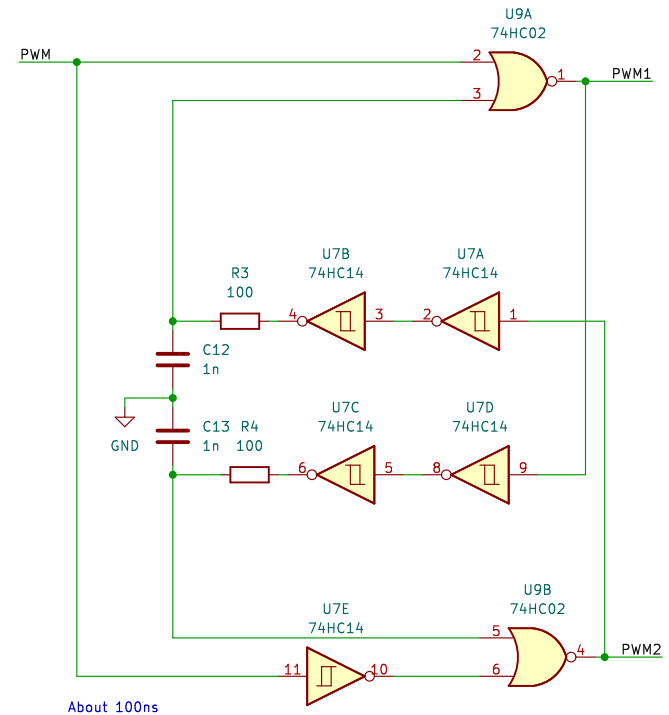 U9A
74HC02
PWM
2
1
PWM1
3
U7B
74HC14
U7A
74HC14
R3
100
4
3
2
1
C12
1n
GND
C13
1n
R4
100
U7C
74HC14
U7D
74HC14
6
5
8
9
U9B
74HC02
U7E
74HC14
5
4
PWM2
11
10
6
About 100ns